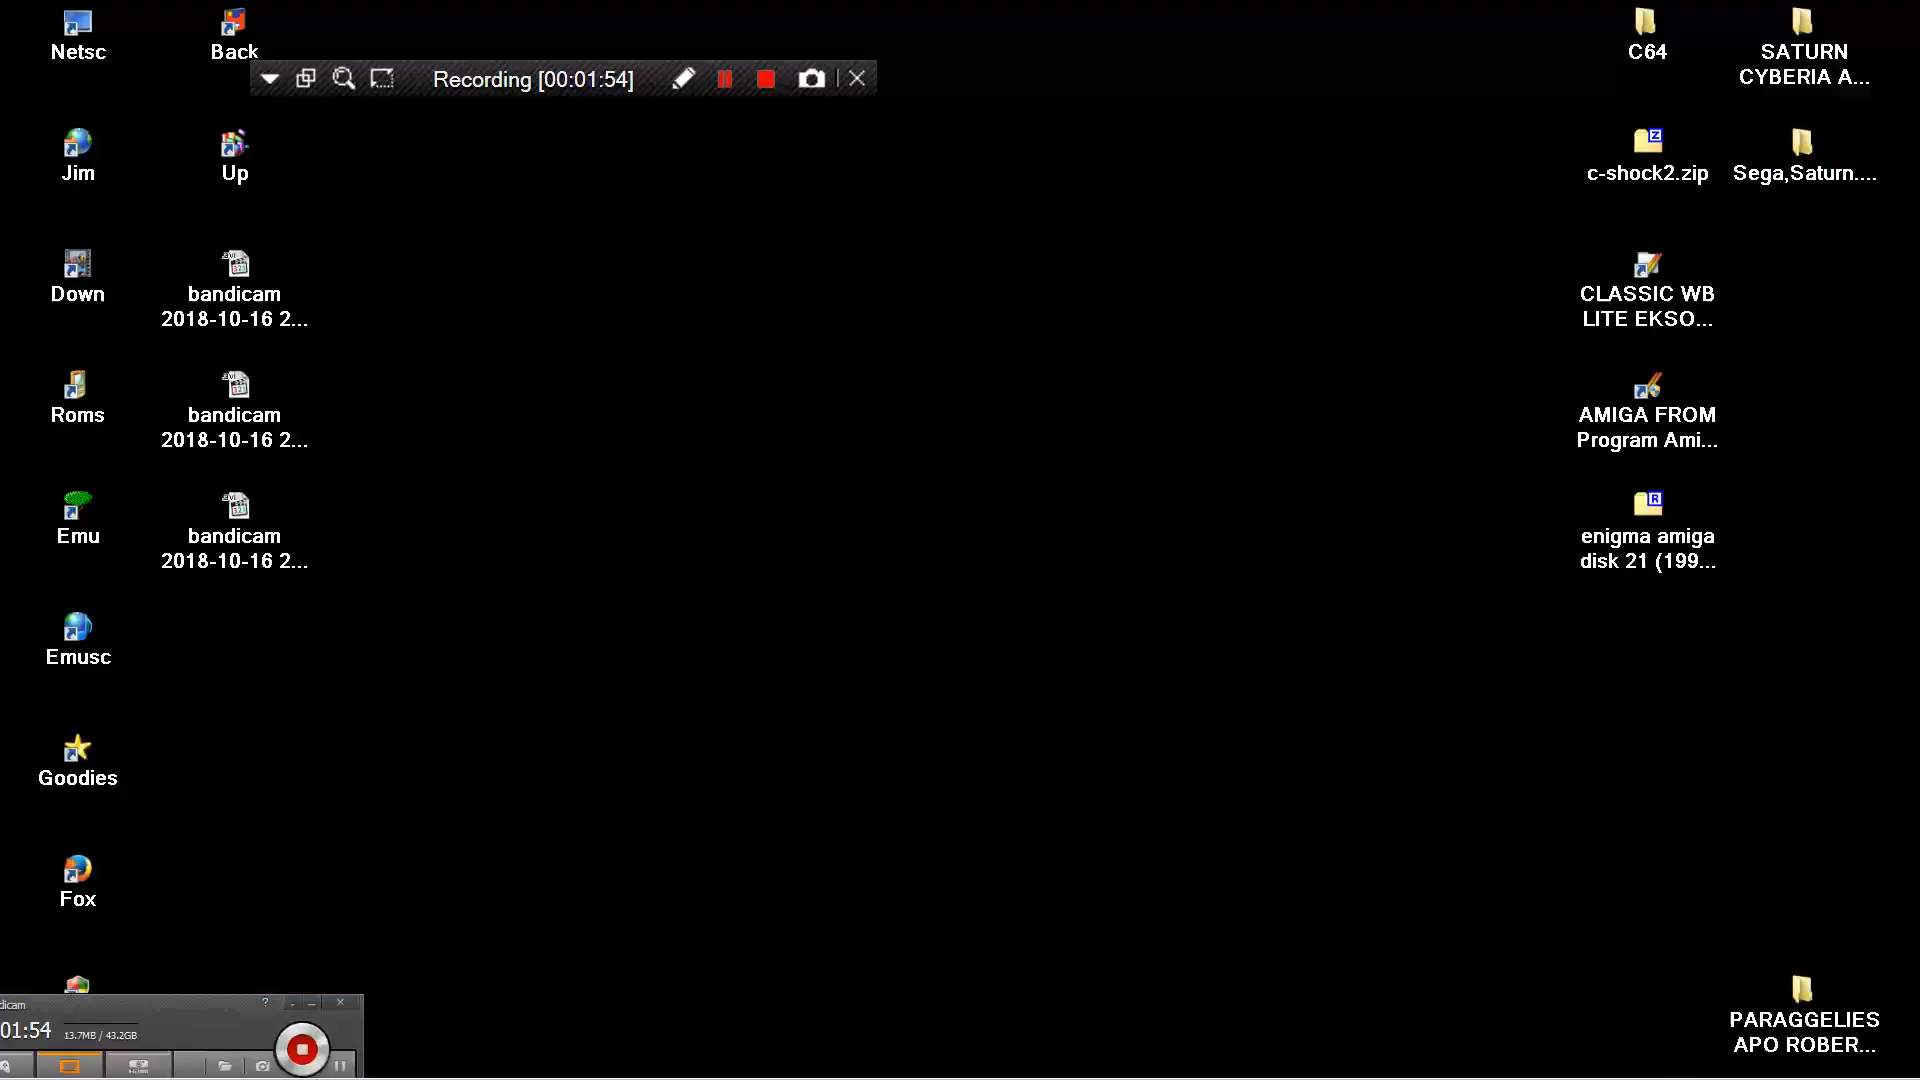 Netsc
Back
C64
SATURN
CYBERIA A...
Recording [00:01:54]
Jim
Up
c-shock2.zip
Sega,Saturn....
Down
bandicam
2018-10-16 2...
CLASSIC WB
LITE EKSO...
Roms
bandicam
2018-10-16 2...
AMIGA FROM
Program Ami...
Emu
bandicam
2018-10-16 2...
enigma amiga
disk 21 (199...
Emusc
Goodies
Fox
dicam
01:54
13.7MB / 43.2GB
PARAGGELIES
APO ROBER...